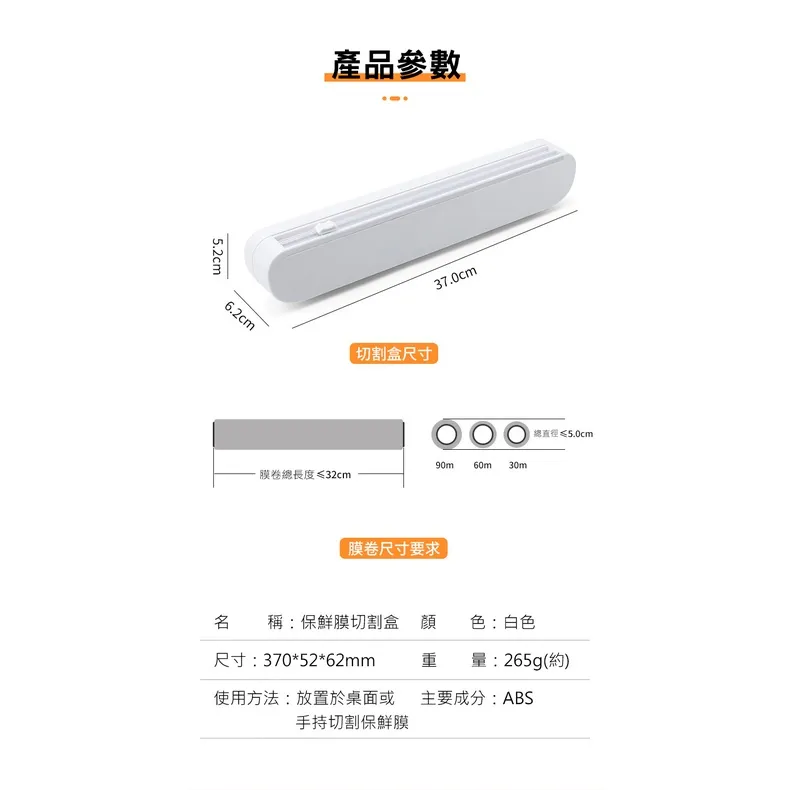 產品參數
5.2cm
6.2cm
37.0cm
切割盒尺寸
總直徑≤5.0cm
90m 60m 30m
膜卷總長度≤32cm
膜卷尺寸要求
名 稱：保鮮膜切割盒 顏 色：白色
尺寸：370*52*62mm 重 量：265g(約)
使用方法：放置於桌面或 主要成分：ABS
手持切割保鮮膜